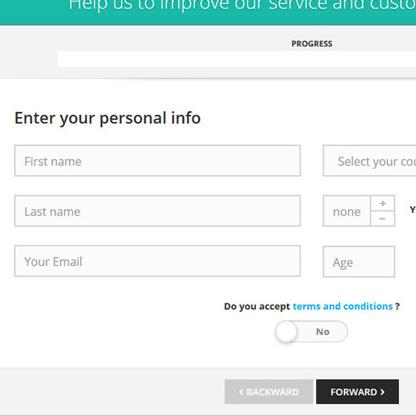 Help us to improve our service and custo
PROGRESS
Enter your personal info
First name
Select your cou
Last name
none
+
−
Y
Your Email
Age
Do you accept terms and conditions ?
No
‹ BACKWARD
FORWARD ›